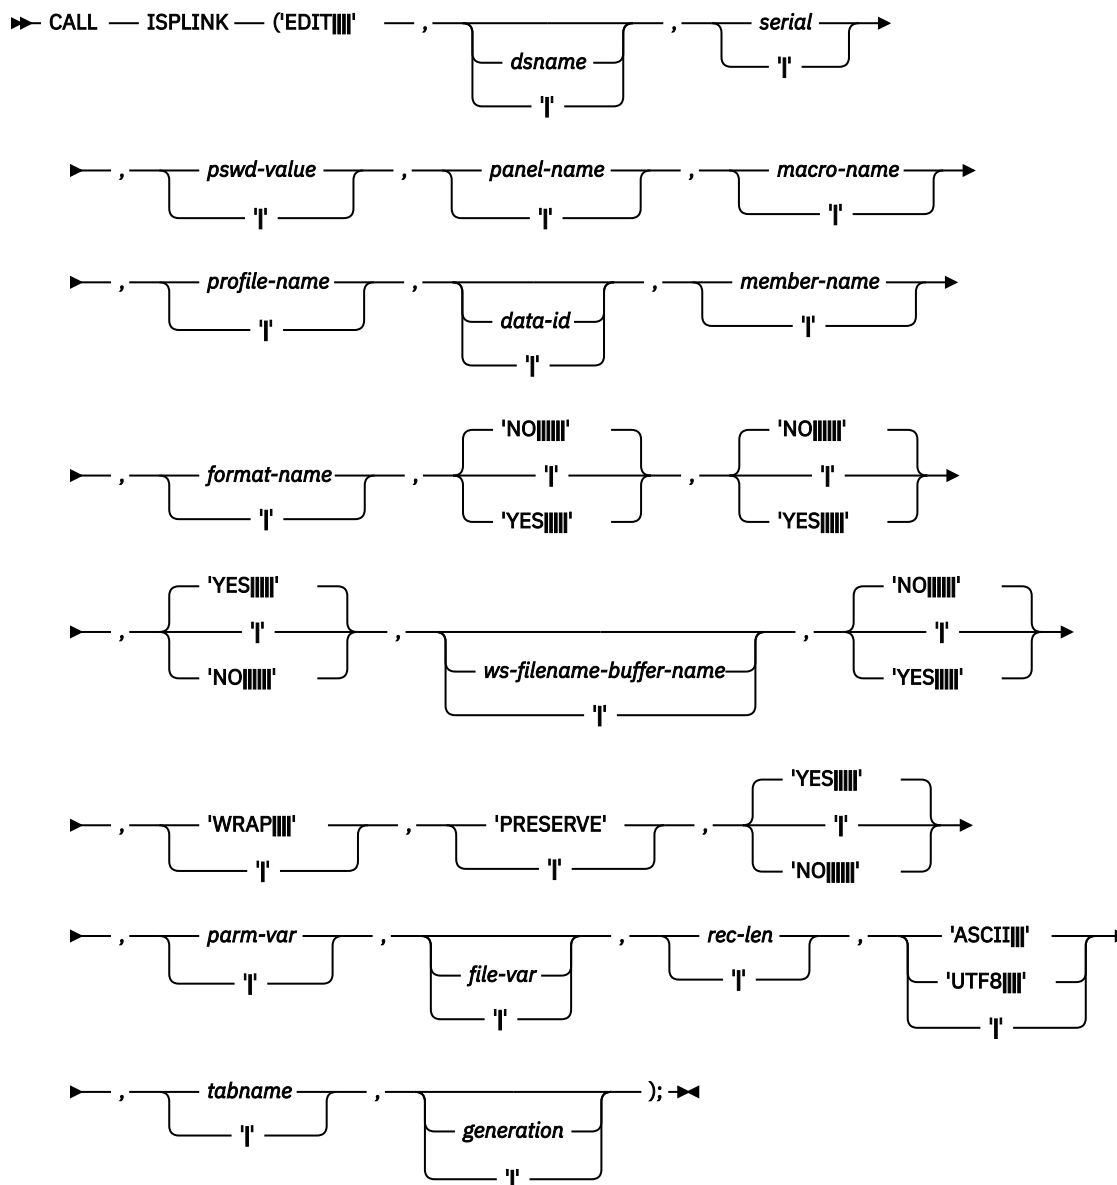 CALL ISPLINK ('EDIT||||' , dsname '|' , serial '|'
, pswd-value '|' , panel-name '|' , macro-name '|'
, profile-name '|' , data-id '|' , member-name '|'
, format-name '|' , 'NO||||||' '|' 'YES|||||' , 'NO||||||' '|' 'YES|||||'
, 'YES|||||' '|' 'NO||||||' , ws-filename-buffer-name '|' , 'NO||||||' '|' 'YES|||||'
, 'WRAP||||' '|' , 'PRESERVE' '|' , 'YES|||||' '|' 'NO||||||'
, parm-var '|' , file-var '|' , rec-len '|' , 'ASCII|||' 'UTF8||||' '|'
, tabname '|' , generation '|' );